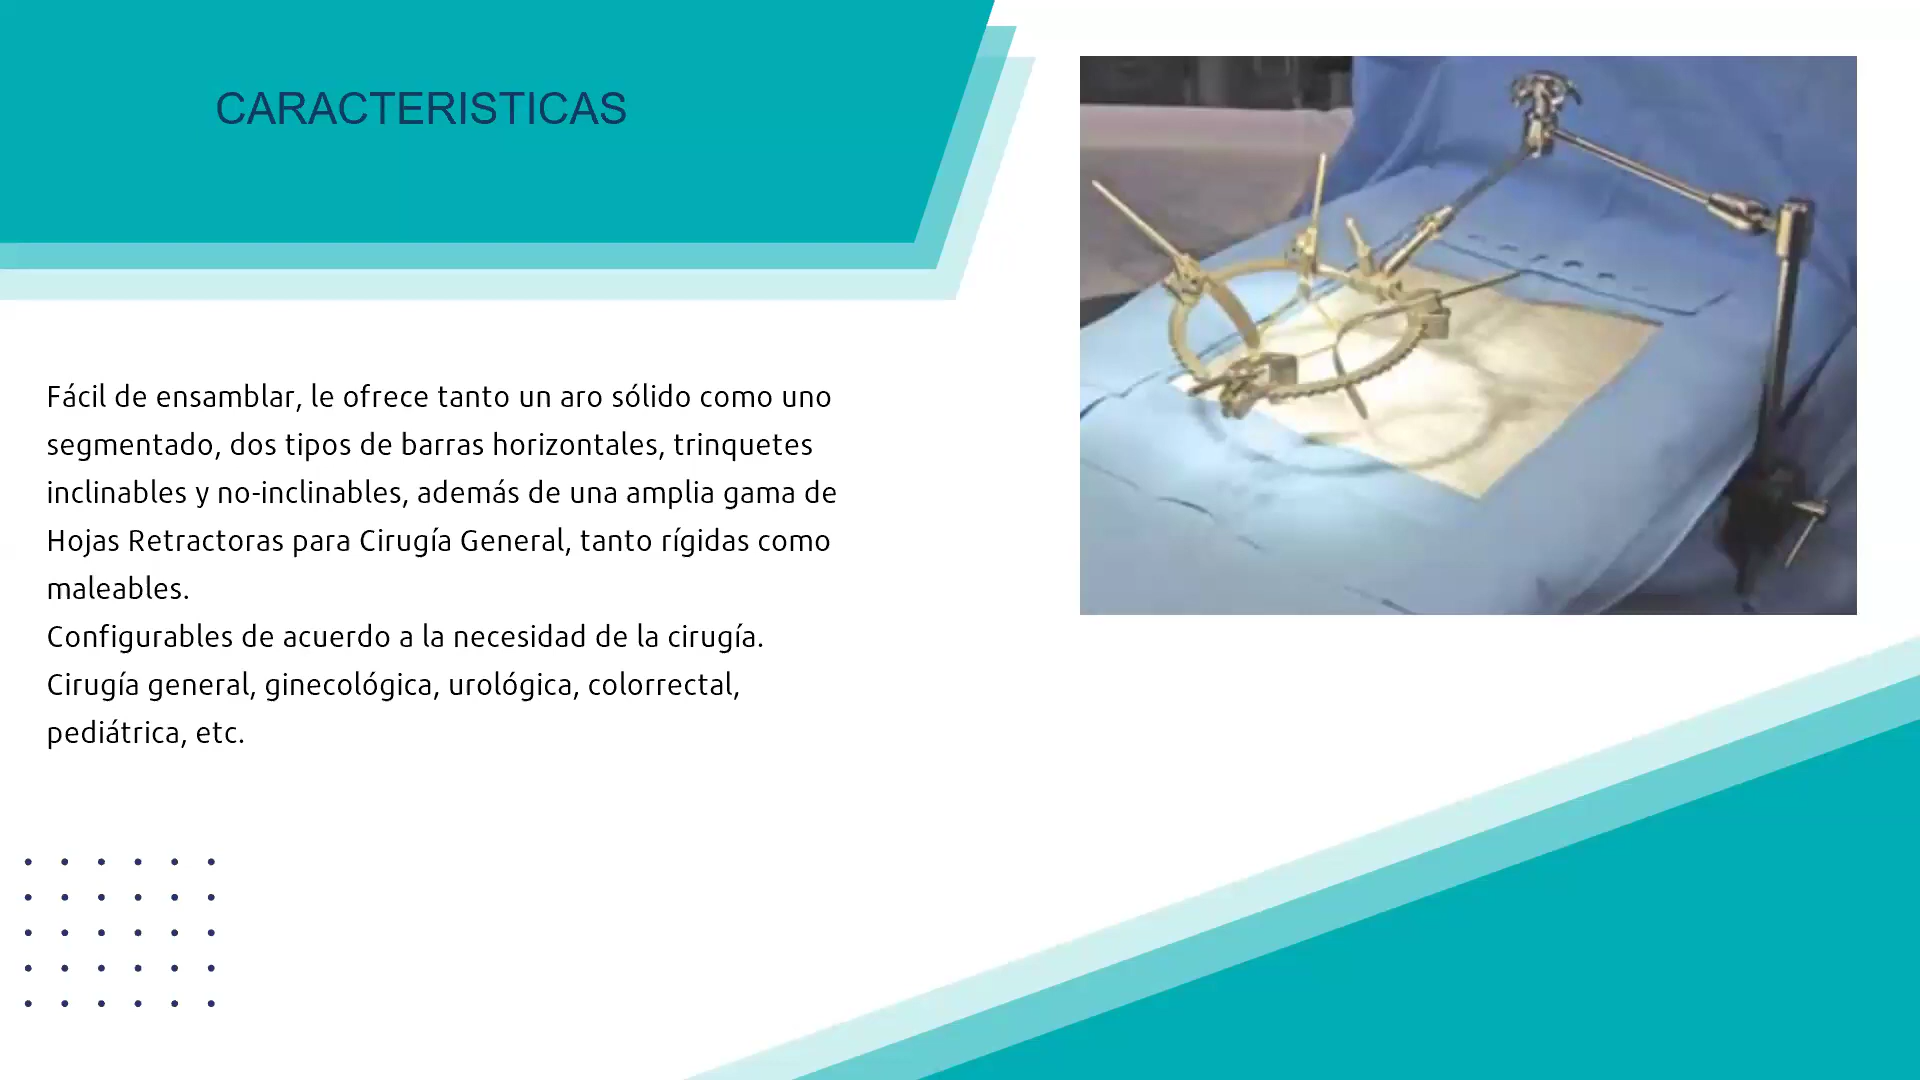 CARACTERISTICAS
Fácil de ensamblar, le ofrece tanto un aro sólido como uno
segmentado, dos tipos de barras horizontales, trinquetes
inclinables y no-inclinables, además de una amplia gama de
Hojas Retractoras para Cirugía General, tanto rígidas como
maleables.
Configurables de acuerdo a la necesidad de la cirugía.
Cirugía general, ginecológica, urológica, colorrectal,
pediátrica, etc.